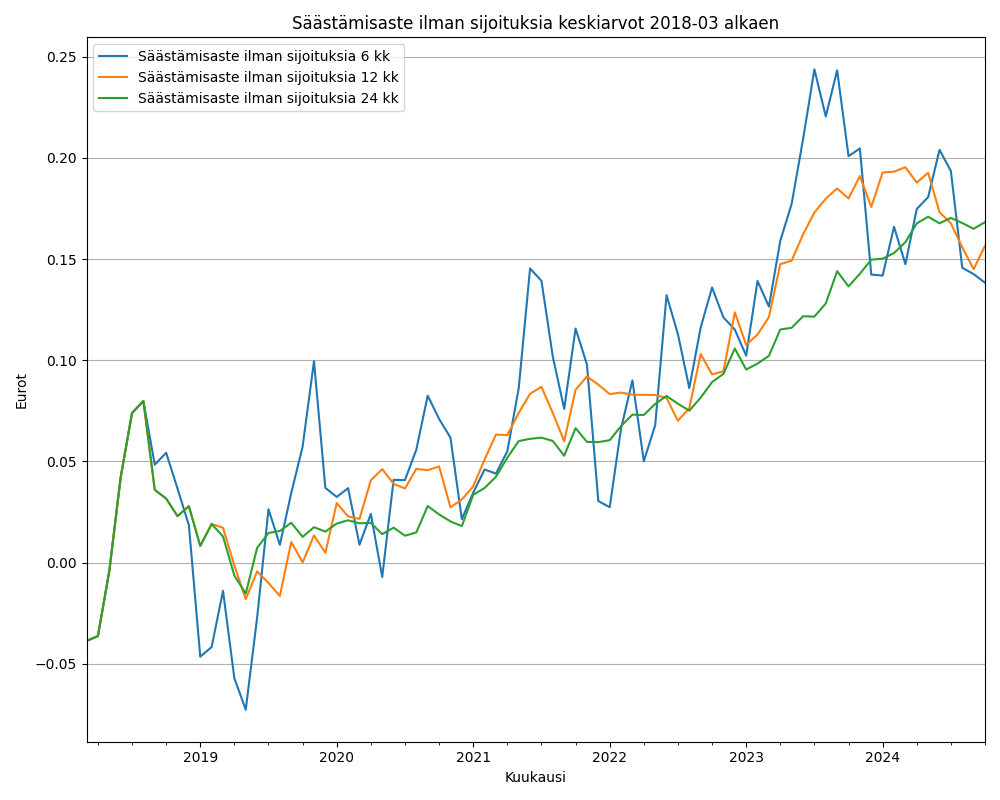 Säästämisaste ilman sijoituksia keskiarvot 2018-03 alkaen
Säästämisaste ilman sijoituksia 6 kk
Säästämisaste ilman sijoituksia 12 kk
Säästämisaste ilman sijoituksia 24 kk
0.25
0.20
0.15
0.10
0.05
0.00
−0.05
Eurot
2019 2020 2021 2022 2023 2024
Kuukausi